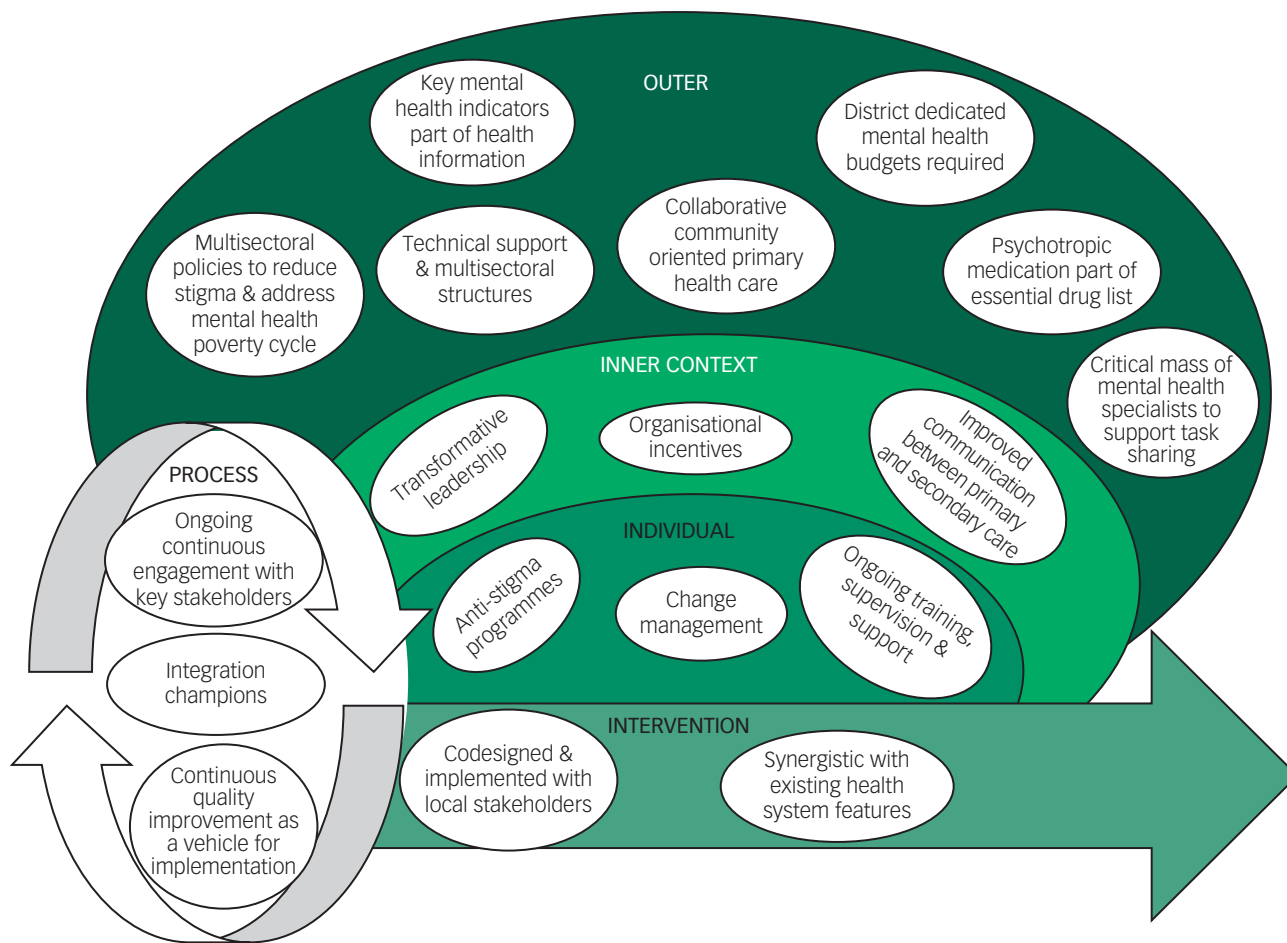 OUTER
Key mental
health indicators
part of health
information
District dedicated
mental health
budgets required
Multisectoral
policies to reduce
stigma & address
mental health
poverty cycle
Technical support
& multisectoral
structures
Collaborative
community
oriented primary
health care
Psychotropic
medication part of
essential drug list
Critical mass of
mental health
specialists to
support task
sharing
INNER CONTEXT
Transformative
leadership
Organisational
incentives
Improved
communication
between primary
and secondary care
INDIVIDUAL
Anti-stigma
programmes
Change
management
Ongoing training,
supervision &
support
PROCESS
Ongoing
continuous
engagement with
key stakeholders
Integration
champions
Continuous
quality
improvement as
a vehicle for
implementation
INTERVENTION
Codesigned &
implemented with
local stakeholders
Synergistic with
existing health
system features